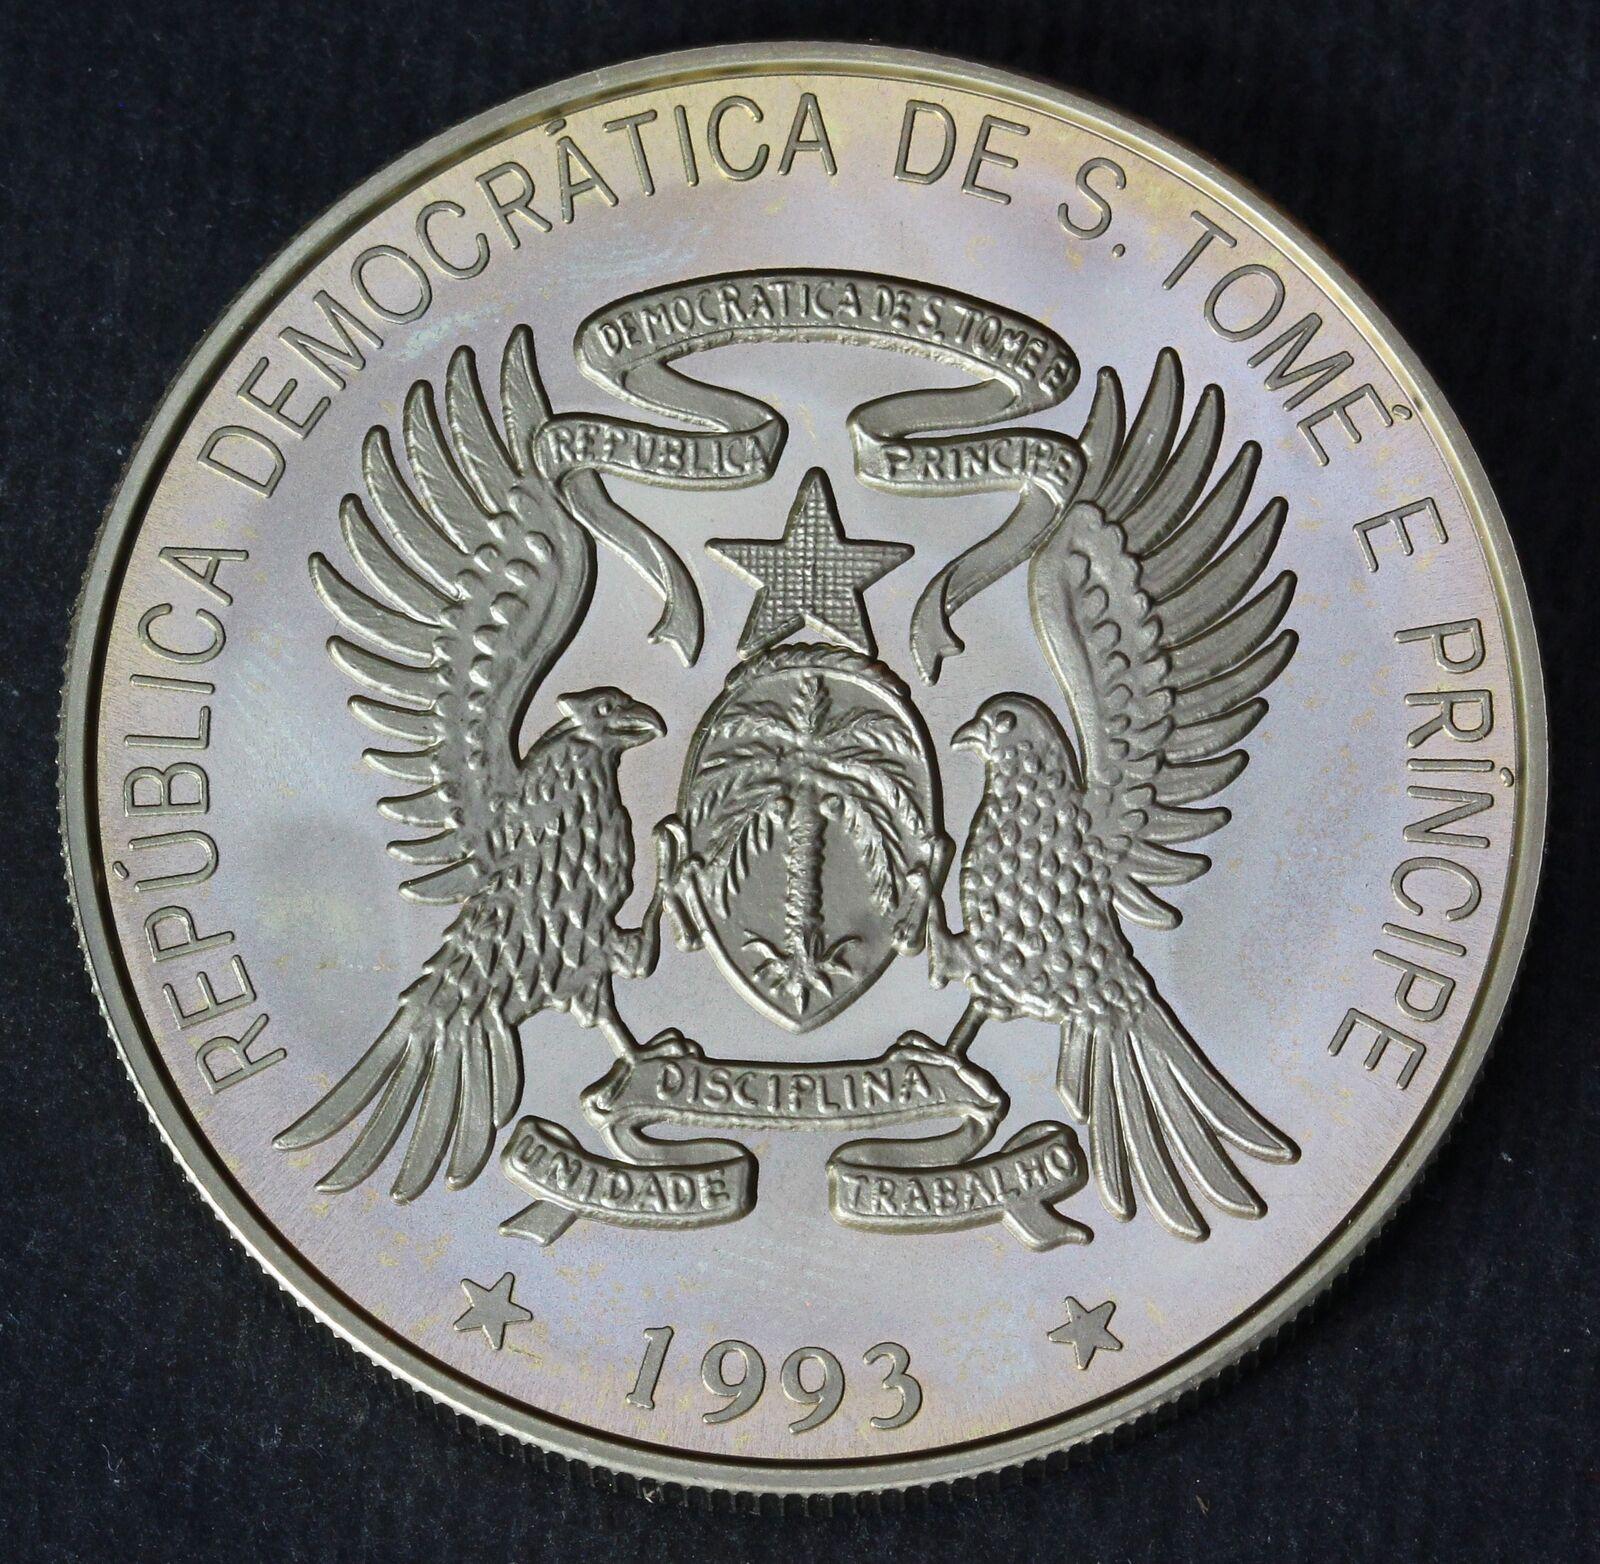 REPÚBLICA DEMOCRÁTICA DE S. TOMÉ E PRÍNCIPE
DEMOCRATICA DE S. TOME E
REPUBLICA PRINCIPE
DISCIPLINA
UNIDADE TRABALHO
1993